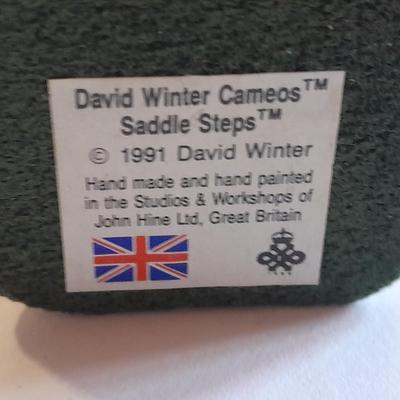 David Winter Cameos™
Saddle Steps™
© 1991 David Winter
Hand made and hand painted
in the Studios & Workshops of
John Hine Ltd, Great Britain